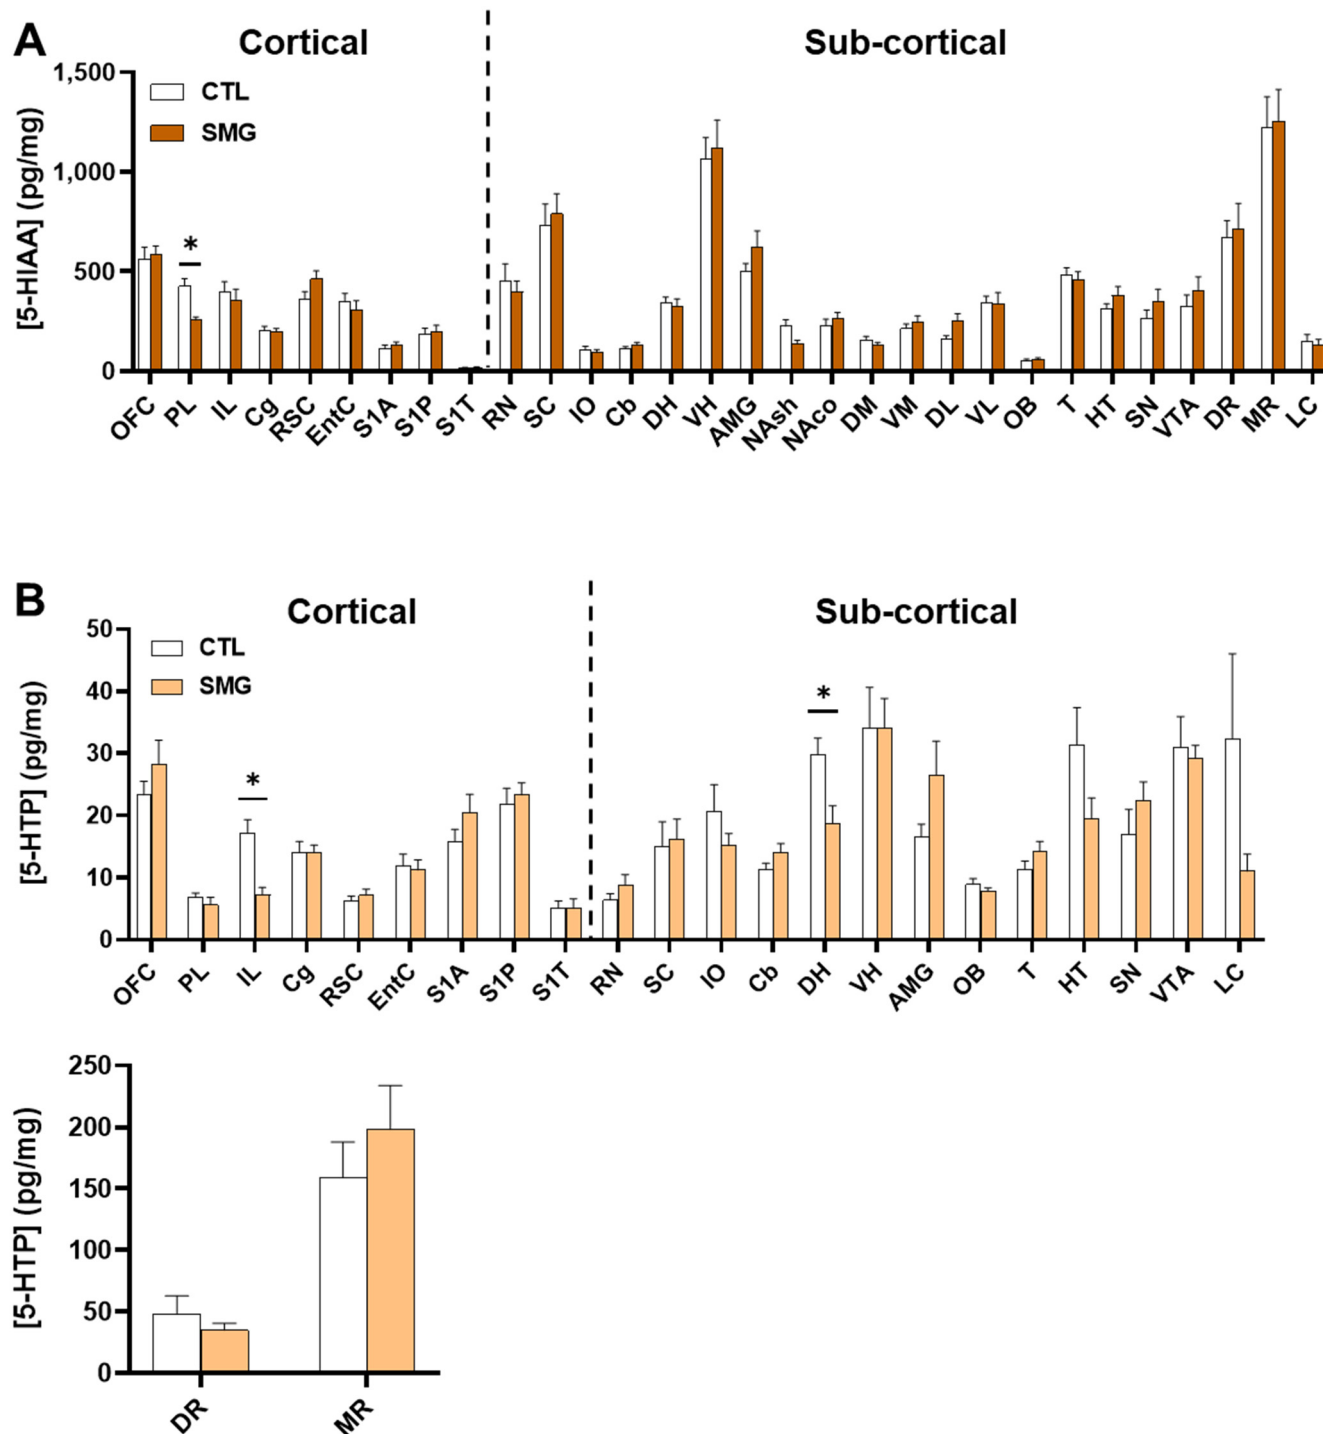 A
Cortical
Sub-cortical
[5-HIAA] (pg/mg)
1,500
1,000
500
0
CTL
SMG
*
OFC PL IL Cg RSC EntC S1A S1P S1T RN SC IO Cb DH VH AMG NAsh NAco DM VM DL VL OB T HT SN VTA DR MR LC
B
Cortical
Sub-cortical
[5-HTP] (pg/mg)
50
40
30
20
10
0
CTL
SMG
*
*
OFC PL IL Cg RSC EntC S1A S1P S1T RN SC IO Cb DH VH AMG OB T HT SN VTA LC
[5-HTP] (pg/mg)
250
200
150
100
50
0
DR MR